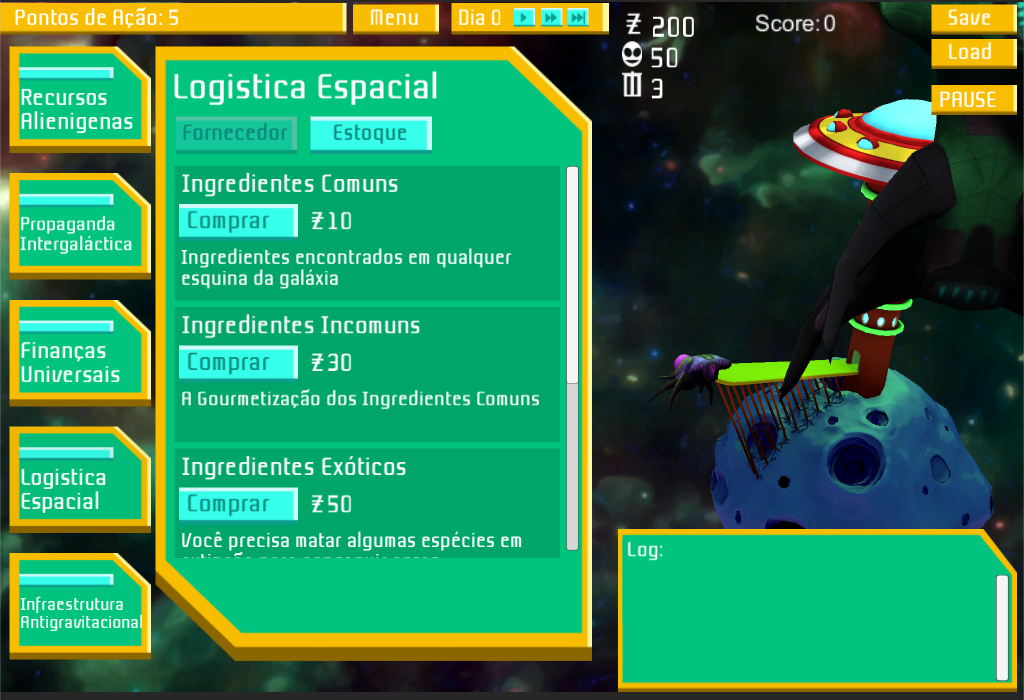 Pontos de Ação: 5
Menu
Dia 0
Ƶ 200
50
3
Score: 0
Save
Load
PAUSE
Recursos
Alienigenas
Propaganda
Intergaláctica
Finanças
Universais
Logistica
Espacial
Infraestrutura
Antigravitacional
Logistica Espacial
Fornecedor
Estoque
Ingredientes Comuns
Comprar Ƶ10
Ingredientes encontrados em qualquer
esquina da galáxia
Ingredientes Incomuns
Comprar Ƶ30
A Gourmetização dos Ingredientes Comuns
Ingredientes Exóticos
Comprar Ƶ50
Você precisa matar algumas espécies em
Log: